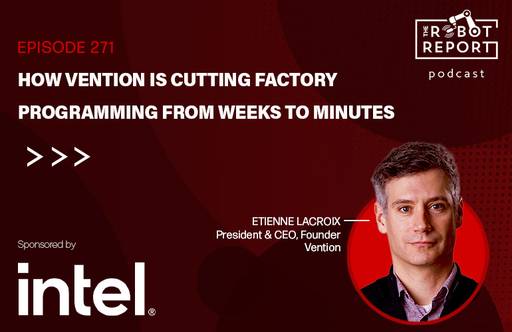 EPISODE 271
THE ROBOT
REPORT
podcast
HOW VENTION IS CUTTING FACTORY
PROGRAMMING FROM WEEKS TO MINUTES
>>>
ETIENNE LACROIX
President & CEO, Founder
Vention
Sponsored by
intel®